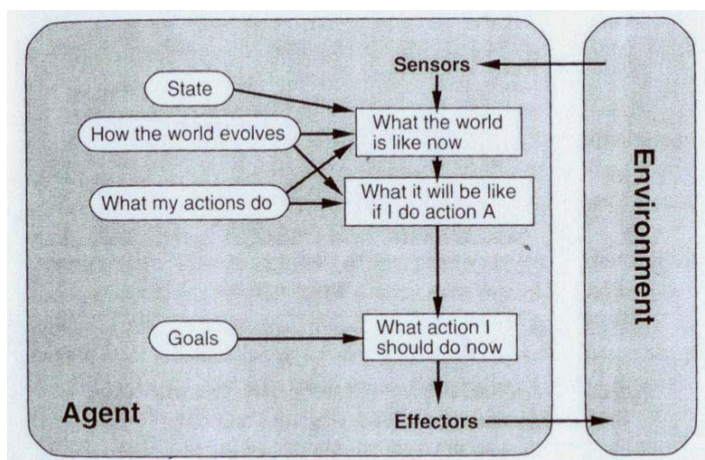 Sensors
State
What the world
is like now
How the world evolves
What it will be like
if I do action A
What my actions do
Environment
Goals
What action I
should do now
Agent
Effectors